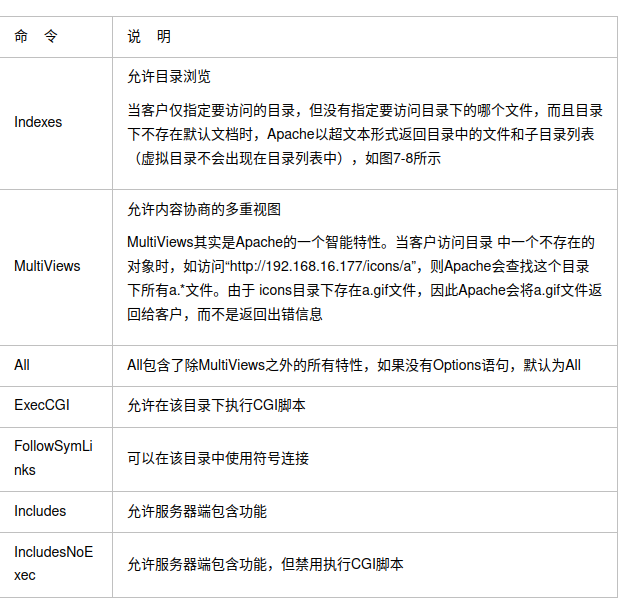 命 令
说 明
Indexes
允许目录浏览
当客户仅指定要访问的目录，但没有指定要访问目录下的哪个文件，而且目录
下不存在默认文档时，Apache以超文本形式返回目录中的文件和子目录列表
（虚拟目录不会出现在目录列表中），如图7-8所示
MultiViews
允许内容协商的多重视图
MultiViews其实是Apache的一个智能特性。当客户访问目录 中一个不存在的
对象时，如访问“http://192.168.16.177/icons/a”，则Apache会查找这个目录
下所有a.*文件。由于 icons目录下存在a.gif文件，因此Apache会将a.gif文件返
回给客户，而不是返回出错信息
All
All包含了除MultiViews之外的所有特性，如果没有Options语句，默认为All
ExecCGI
允许在该目录下执行CGI脚本
FollowSymLi
nks
可以在该目录中使用符号连接
Includes
允许服务器端包含功能
IncludesNoE
xec
允许服务器端包含功能，但禁用执行CGI脚本